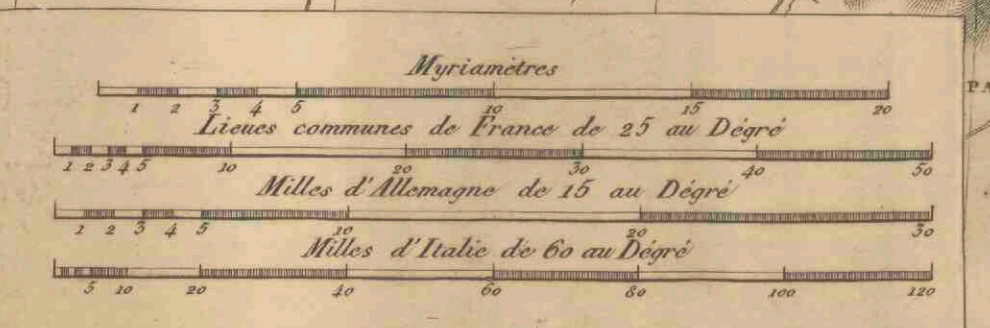 Myriamètres
1 2 3 4 5 10 15 20
Lieues communes de France de 25 au Dégré
1 2 3 4 5 10 20 30 40 50
Milles d'Allemagne de 15 au Dégré
1 2 3 4 5 10 20 30
Milles d'Italie de 60 au Dégré
5 10 20 40 60 80 100 120
PA